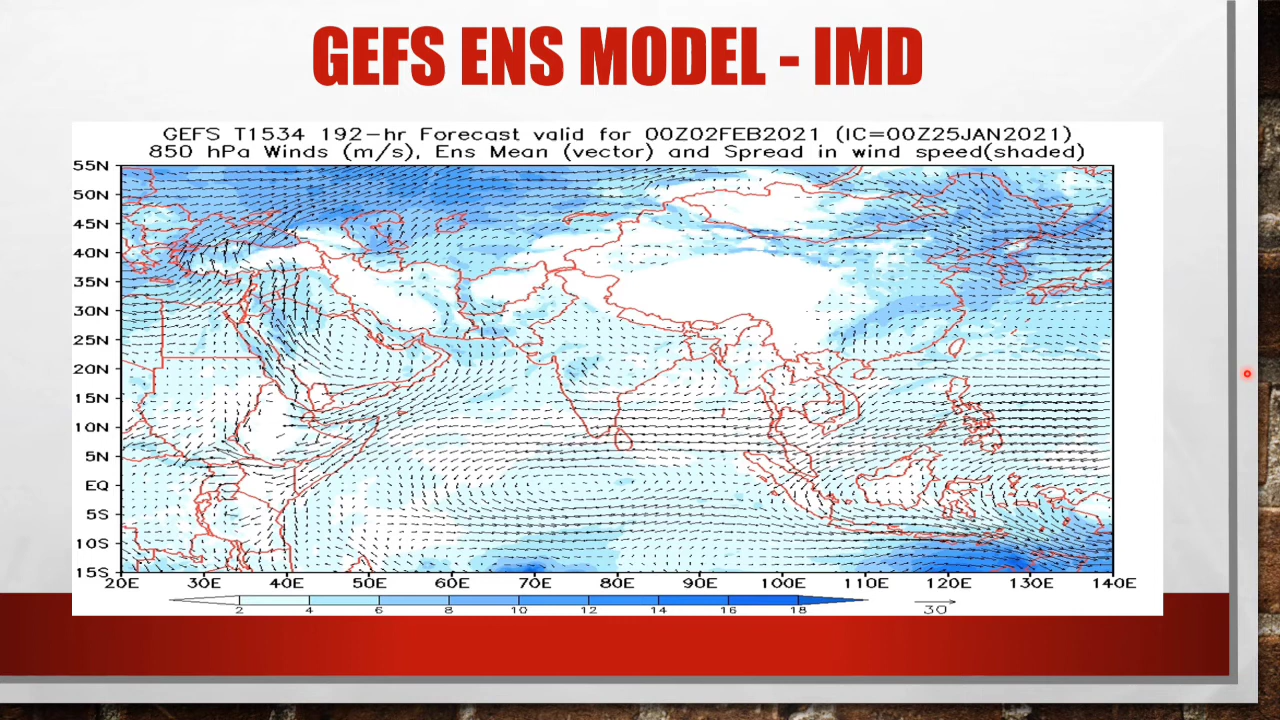 GEFS ENS MODEL - IMD
GEFS T1534 192-hr Forecast valid for 00Z02FEB2021 (IC=00Z25JAN2021)
850 hPa Winds (m/s), Ens Mean (vector) and Spread in wind speed(shaded)
55N
50N
45N
40N
35N
30N
25N
20N
15N
10N
5N
EQ
5S
10S
15S
20E 30E 40E 50E 60E 70E 80E 90E 100E 110E 120E 130E 140E
2 4 6 8 10 12 14 16 18 30